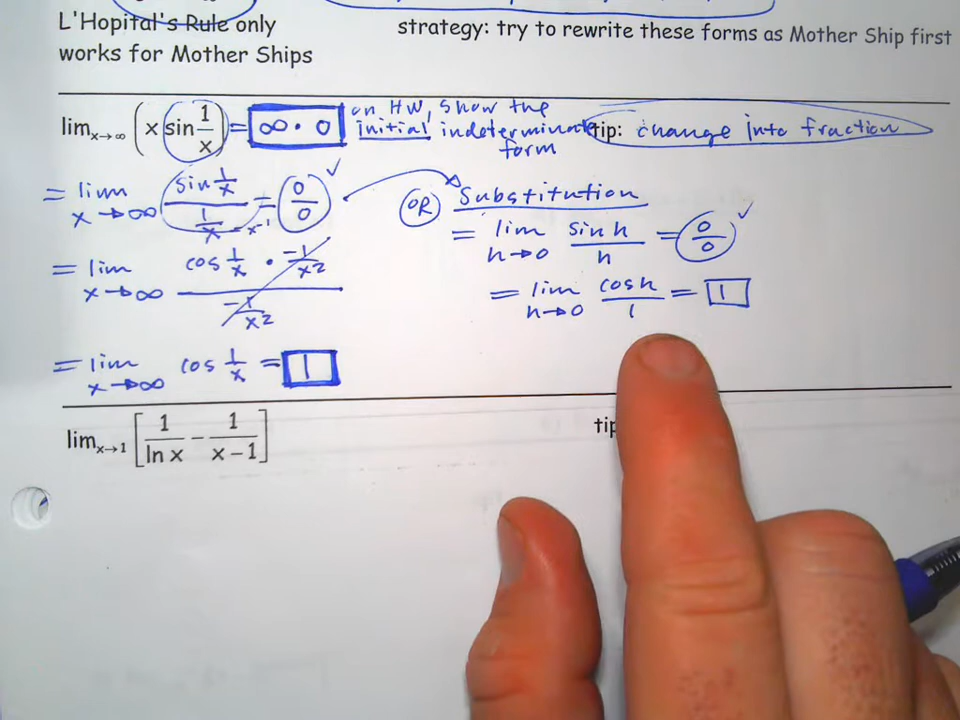 L'Hopital's Rule only
works for Mother Ships
strategy: try to rewrite these forms as Mother Ship first
lim x→∞ ( x sin 1/x ) = ∞ · 0
on HW, show the
initial indeterminate
form
tip: change into fraction
= lim x→∞ sin 1/x / 1/x = x⁻¹ = 0/0 ✓
= lim x→∞ cos 1/x · -1/x² / -1/x²
= lim x→∞ cos 1/x = 1
OR Substitution
= lim h→0 sin h / h = 0/0 ✓
= lim h→0 cos h / 1 = 1
lim x→1 [ 1/ln x - 1/x-1 ]
tip